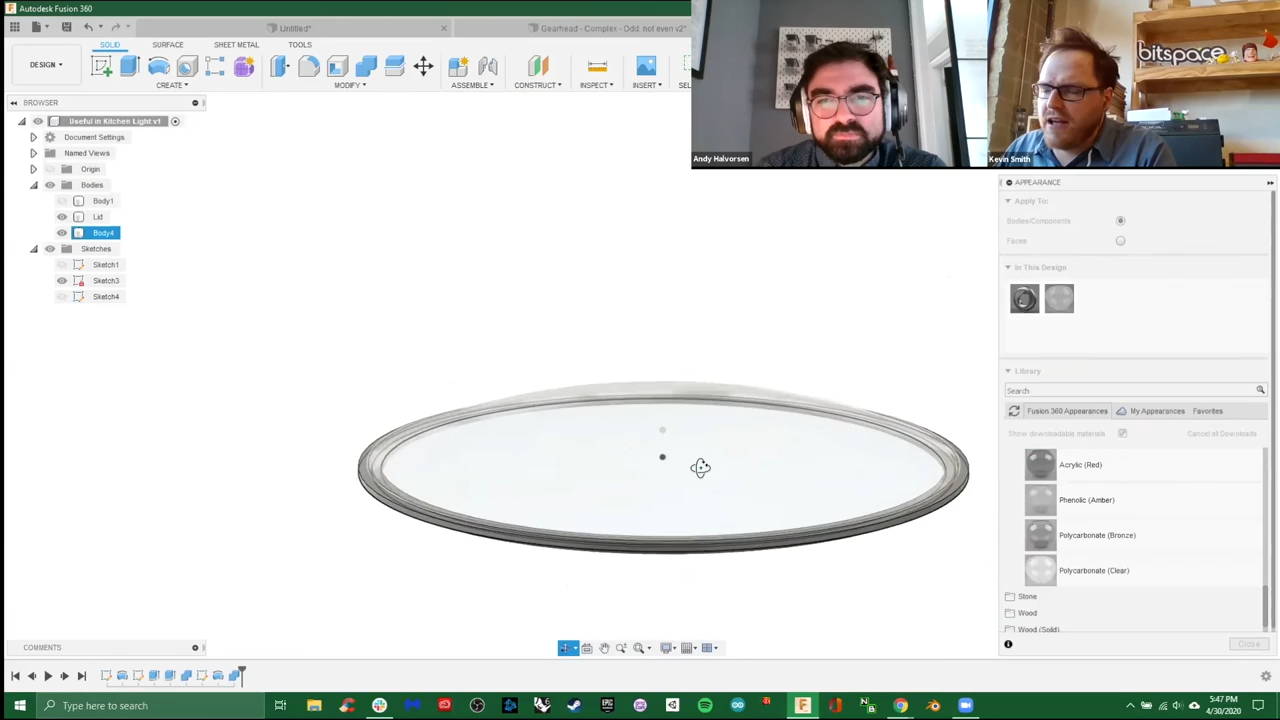 Autodesk Fusion 360
Untitled*
Gearhead - Complex - Odd, not even v2*
SOLID
SURFACE
SHEET METAL
TOOLS
DESIGN
CREATE
MODIFY
ASSEMBLE
CONSTRUCT
INSPECT
INSERT
SEL
bitspace
Andy Halvorsen
Kevin Smith
BROWSER
Useful in Kitchen Light v1
Document Settings
Named Views
Origin
Bodies
Body1
Lid
Body4
Sketches
Sketch1
Sketch3
Sketch4
APPEARANCE
Apply To:
Bodies/Components
Faces
In This Design
Library
Search
Fusion 360 Appearances
My Appearances
Favorites
Show downloadable materials
Cancel all Downloads
Acrylic (Red)
Phenolic (Amber)
Polycarbonate (Bronze)
Polycarbonate (Clear)
Stone
Wood
Wood (Solid)
Close
COMMENTS
Type here to search
5:47 PM
4/30/2020